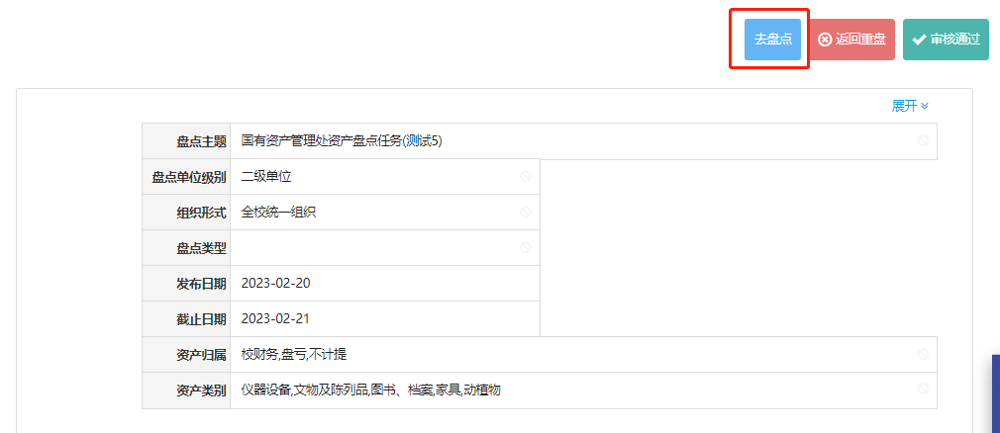 去盘点
返回重盘
审核通过
展开
盘点主题 国有资产管理处资产盘点任务(测试5)
盘点单位级别 二级单位
组织形式 全校统一组织
盘点类型
发布日期 2023-02-20
截止日期 2023-02-21
资产归属 校财务,盘亏,不计提
资产类别 仪器设备,文物及陈列品,图书、档案,家具,动植物